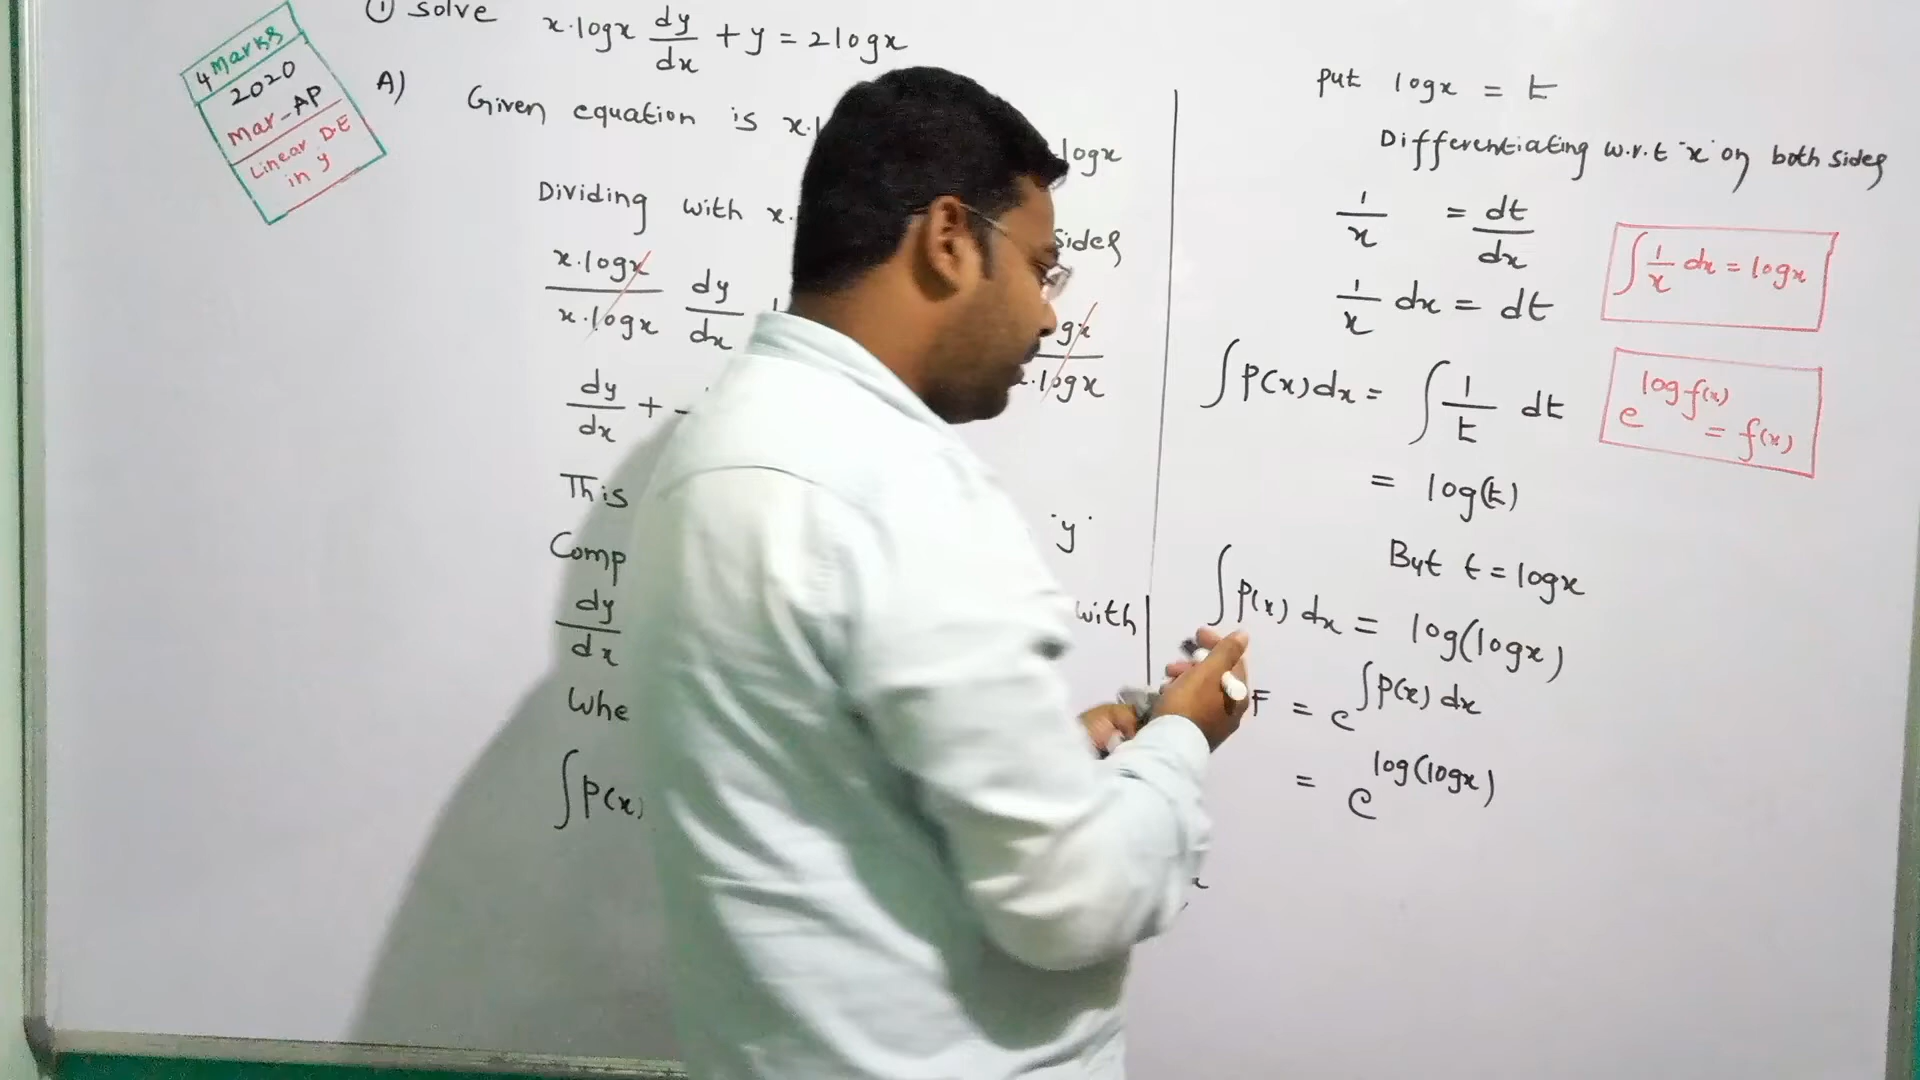 ① Solve x·logx dy/dx + y = 2logx
4 Marks
2020
Mar-AP
Linear D.E
in y
A) Given equation is x.
logx
Dividing with x.
Sides
x·logx/x·logx dy/dx
gx/.logx
dy/dx +
This
'y'
Comp
with
dy/dx
Whe
∫P(x)
x
put logx = t
Differentiating w.r.t 'x' on both sides
1/x = dt/dx
1/x dx = dt
∫1/x dx = logx
∫P(x)dx = ∫1/t dt
e^logf(x) = f(x)
= log(t)
But t = logx
∫P(x) dx = log(logx)
F = e^∫P(x) dx
= e^log(logx)